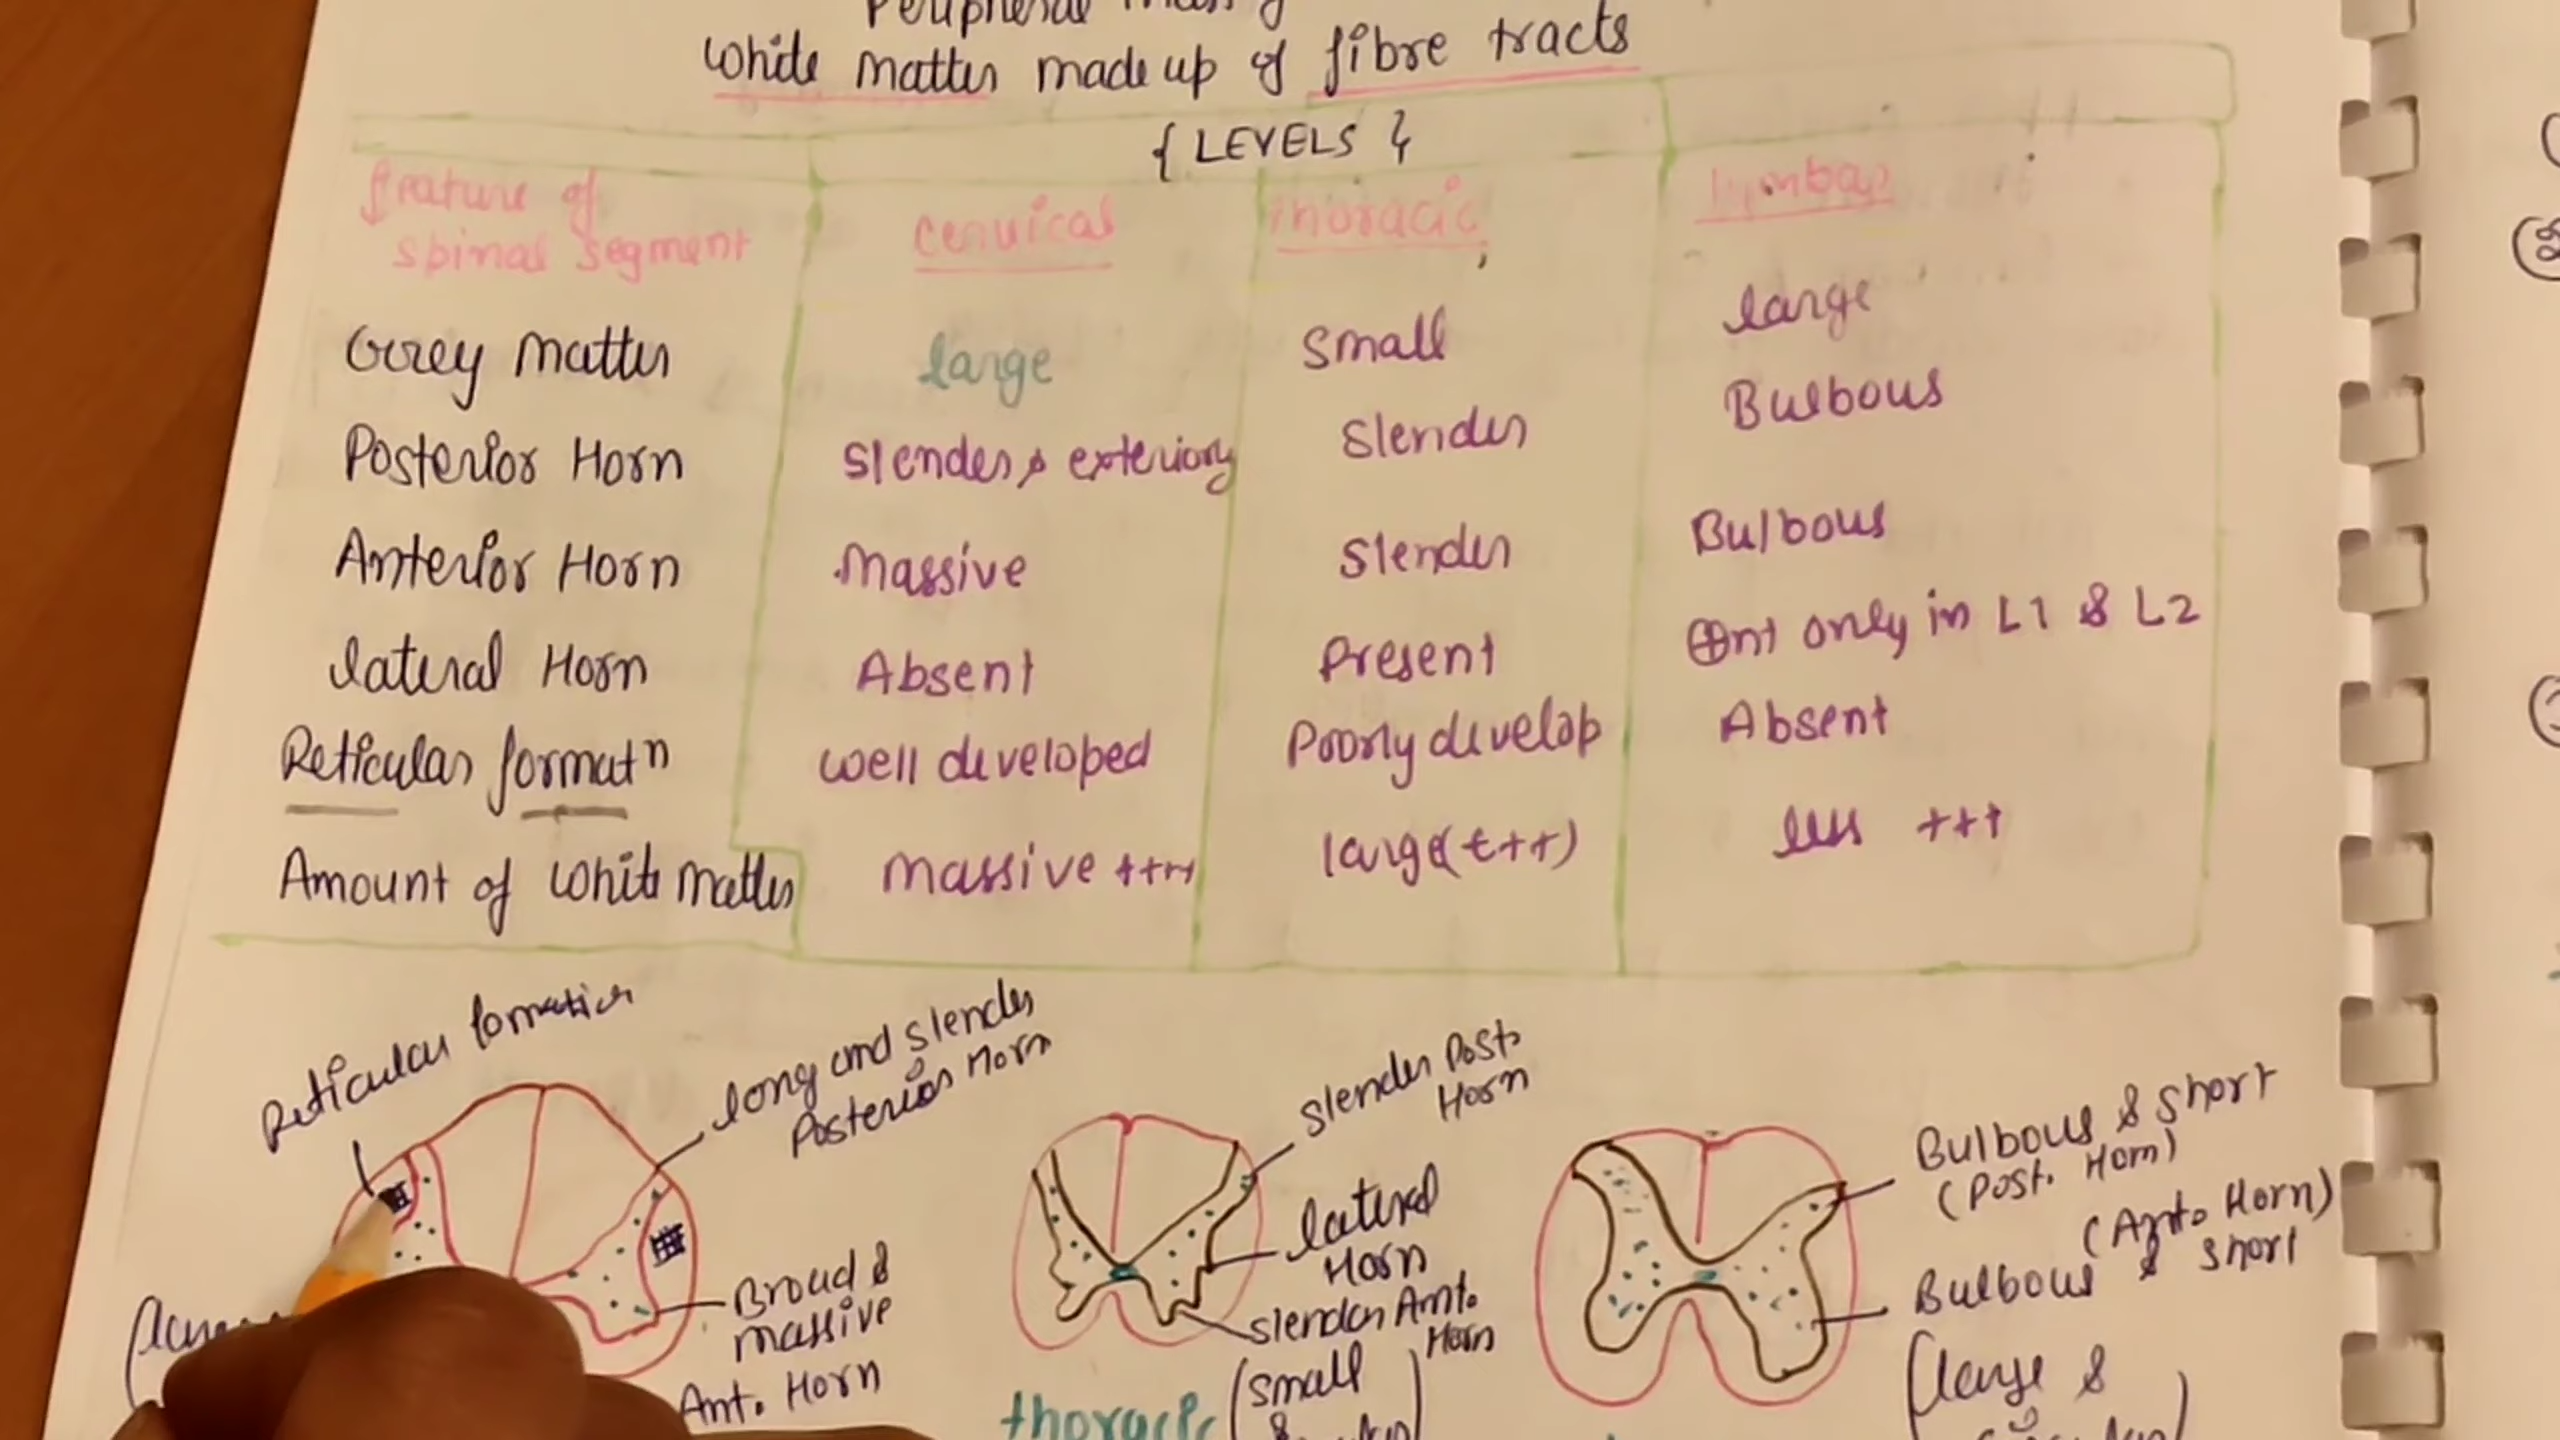 White matter made up of fibre tracts
{ LEVELS }
feature of spinal segment cervical thoracic lumbar
Grey matter large small large
Posterior Horn slender & Slender Bulbous
Anterior Horn Massive Slender Bulbous
lateral Horn Absent Present ⊕nt only in L1 & L2
Reticular formatⁿ well developed Poorly develop Absent
Amount of white matter massive large(+++) less +++
Reticular formation
long and slender
Posterior Horn
Broad &
massive
Ant. Horn
Slender Post.
Horn
lateral
Horn
slender Ant.
Horn
thoracic
(small
Bulbous & short
(Post. Horn)
(Ant. Horn)
Bulbous & short
(large &